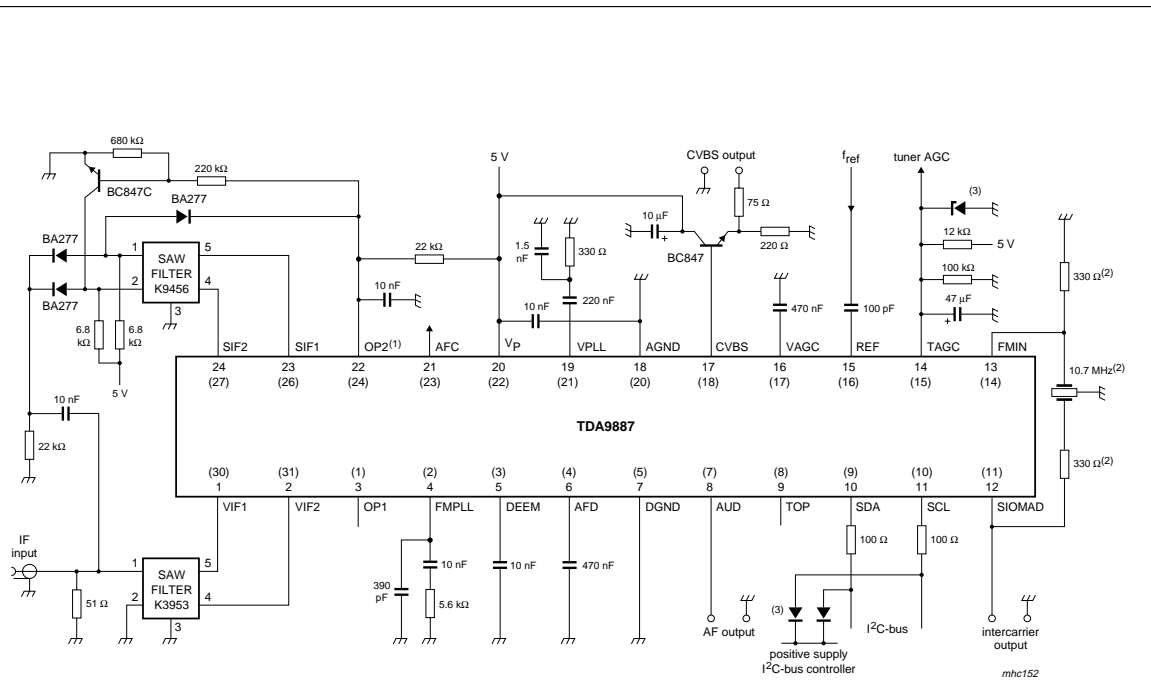 680 kΩ
220 kΩ
BC847C
BA277
5 V
CVBS output
f ref
tuner AGC
(3)
75 Ω
10 μF
+
1.5 nF
330 Ω
22 kΩ
BC847
220 Ω
12 kΩ
5 V
100 kΩ
330 Ω(2)
BA277
1
5
SAW
FILTER
K9456
2
4
3
BA277
10 nF
10 nF
220 nF
470 nF
100 pF
47 μF
+
6.8 kΩ
6.8 kΩ
5 V
SIF2
SIF1
OP2(1)
AFC
VP
VPLL
AGND
CVBS
VAGC
REF
TAGC
FMIN
24
23
22
21
20
19
18
17
16
15
14
13
(27)
(26)
(24)
(23)
(22)
(21)
(20)
(18)
(17)
(16)
(15)
(14)
10.7 MHz(2)
10 nF
22 kΩ
TDA9887
330 Ω(2)
(30)
(31)
(1)
(2)
(3)
(4)
(5)
(7)
(8)
(9)
(10)
(11)
1
2
3
4
5
6
7
8
9
10
11
12
VIF1
VIF2
OP1
FMPLL
DEEM
AFD
DGND
AUD
TOP
SDA
SCL
SIOMAD
IF
input
100 Ω
100 Ω
1
5
SAW
FILTER
K3953
2
4
3
51 Ω
390 pF
10 nF
5.6 kΩ
10 nF
470 nF
(3)
AF output
I2C-bus
intercarrier
output
positive supply
I2C-bus controller
mhc152